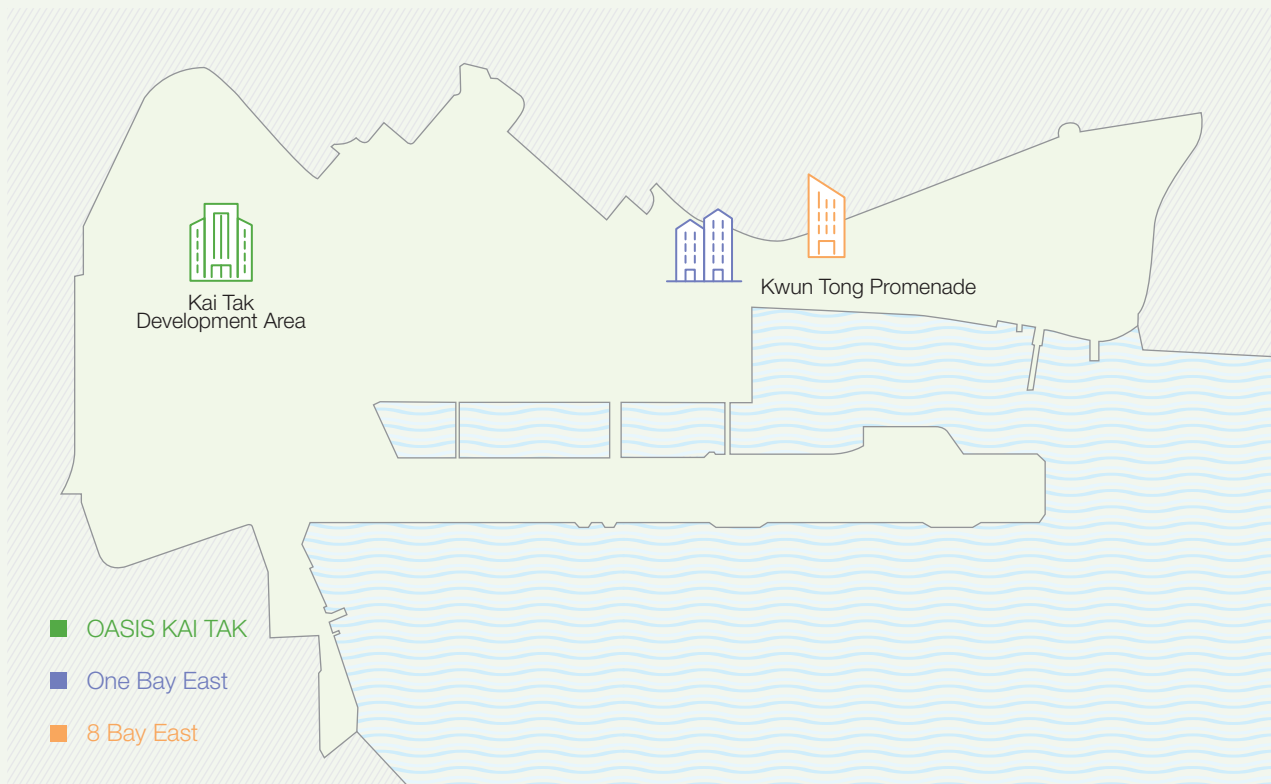 Kai Tak
Development Area
Kwun Tong Promenade
OASIS KAI TAK
One Bay East
8 Bay East